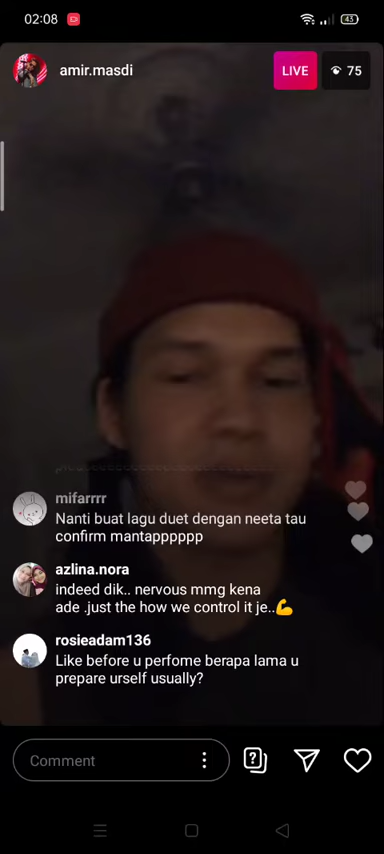 02:08
43
amir.masdi
LIVE
75
mifarrrr
Nanti buat lagu duet dengan neeta tau
confirm mantapppppp
azlina.nora
indeed dik.. nervous mmg kena
ade .just the how we control it je..💪
rosieadam136
Like before u perfome berapa lama u
prepare urself usually?
Comment